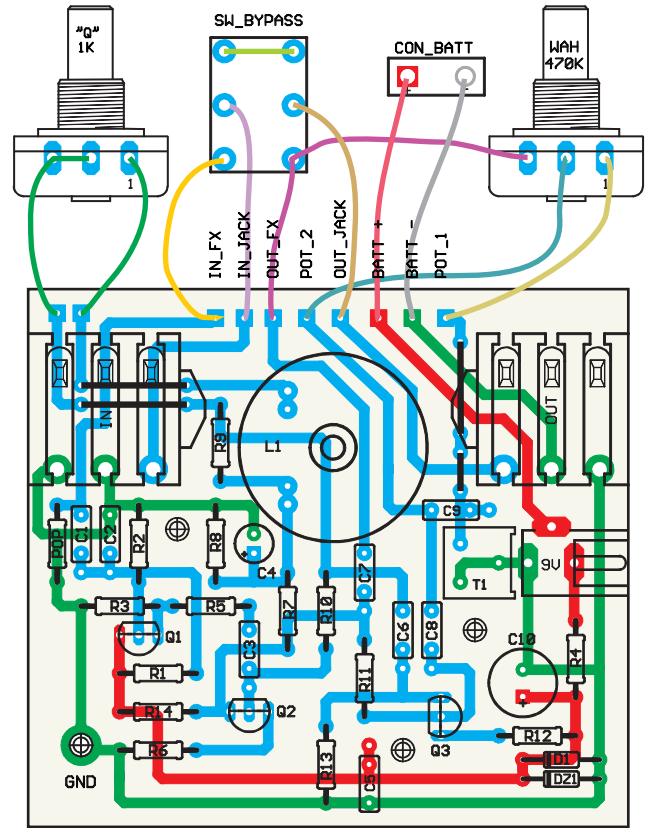 SW_BYPASS
"Q"
1K
CON_BATT
WAH
470K
+
-
1
1
IN_FX
IN_JACK
OUT_FX
POT_2
OUT_JACK
BATT +
BATT -
POT_1
IN
OUT
R9
L1
POP
C1
C2
R2
R8
C4
+
C9
C7
T1
9V
R3
R5
Q1
R7
R10
C6
C8
C10
+
C3
R1
R4
R11
R14
Q2
Q3
R12
R6
R13
C5
D1
DZ1
GND